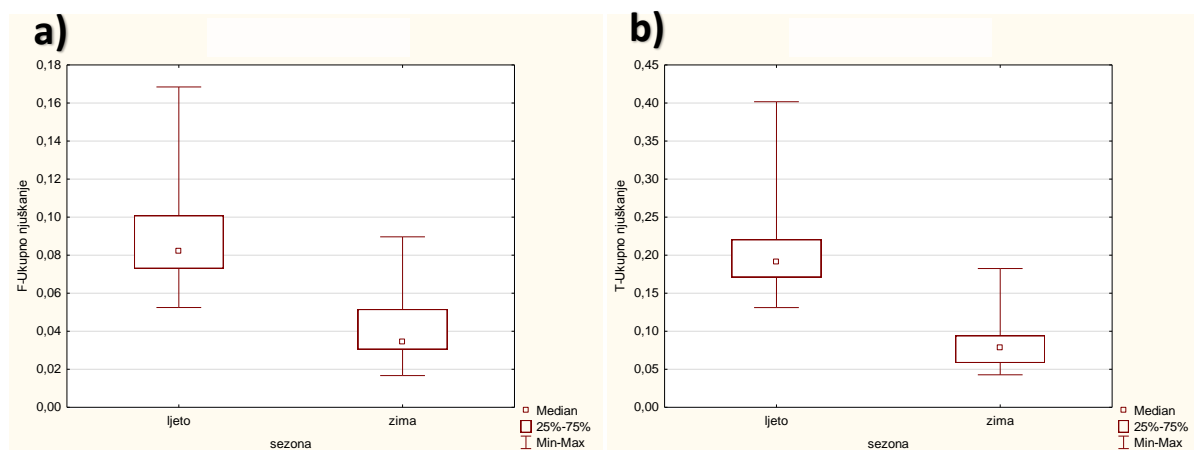 a)
F-Ukupno njuškanje
0,18
0,16
0,14
0,12
0,10
0,08
0,06
0,04
0,02
0,00
ljeto
zima
sezona
Median
25%-75%
Min-Max
b)
T-Ukupno njuškanje
0,45
0,40
0,35
0,30
0,25
0,20
0,15
0,10
0,05
0,00
ljeto
zima
sezona
Median
25%-75%
Min-Max